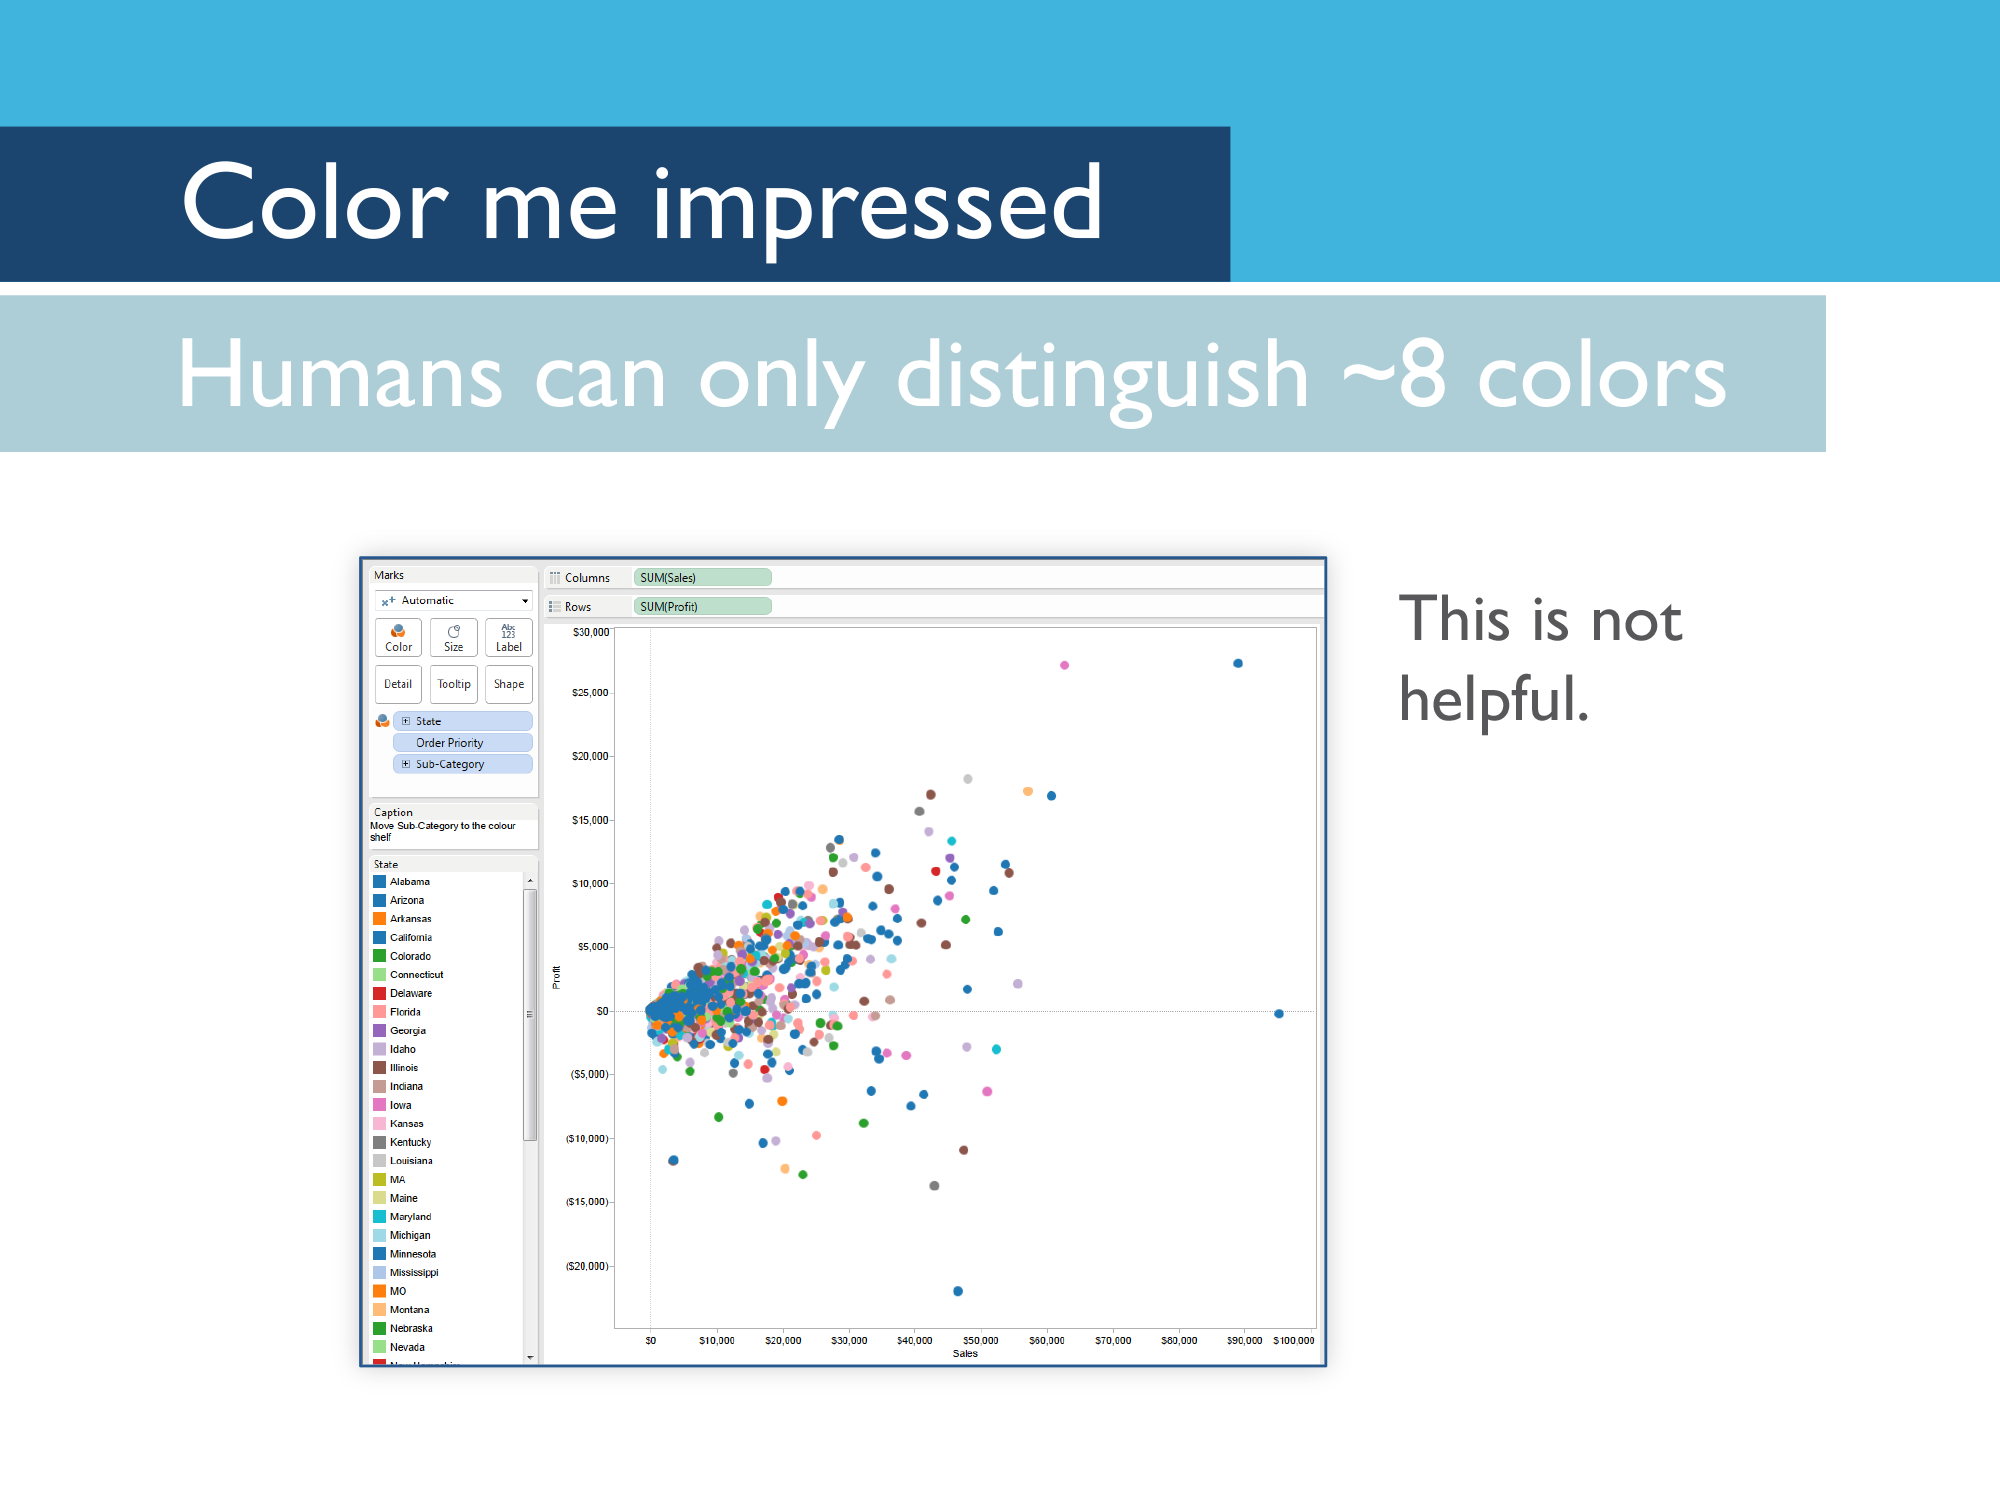 Color me impressed
Humans can only distinguish ~8 colors
This is not
helpful.
Marks
Automatic
Color
Size
Abc
123
Label
Detail
Tooltip
Shape
State
Order Priority
Sub-Category
Caption
Move Sub-Category to the colour
shelf
State
Alabama
Arizona
Arkansas
California
Colorado
Connecticut
Delaware
Florida
Georgia
Idaho
Illinois
Indiana
Iowa
Kansas
Kentucky
Louisiana
MA
Maine
Maryland
Michigan
Minnesota
Mississippi
MO
Montana
Nebraska
Nevada
Columns SUM(Sales)
Rows SUM(Profit)
$30,000
$25,000
$20,000
$15,000
$10,000
$5,000
$0
($5,000)
($10,000)
($15,000)
($20,000)
Profit
$0 $10,000 $20,000 $30,000 $40,000 $50,000 $60,000 $70,000 $80,000 $90,000 $100,000
Sales